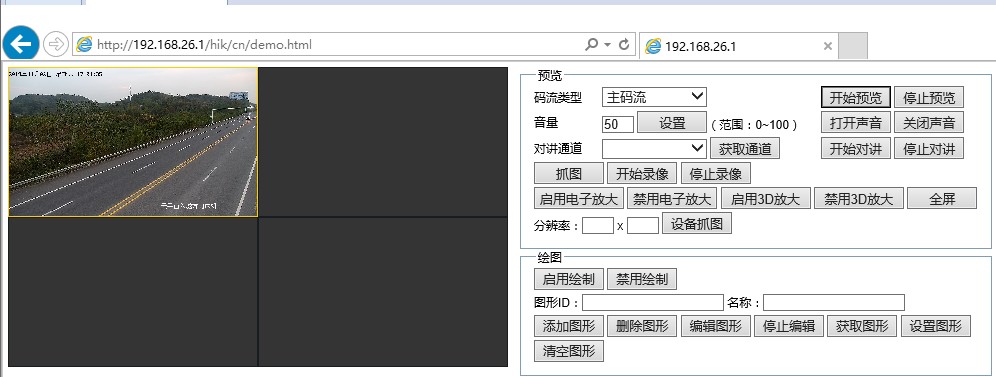 http://192.168.26.1/hik/cn/demo.html
192.168.26.1
预览
码流类型 主码流 开始预览 停止预览
音量 50 设置 (范围：0~100) 打开声音 关闭声音
对讲通道 获取通道 开始对讲 停止对讲
抓图 开始录像 停止录像
启用电子放大 禁用电子放大 启用3D放大 禁用3D放大 全屏
分辨率： x 设备抓图
绘图
启用绘制 禁用绘制
图形ID： 名称：
添加图形 删除图形 编辑图形 停止编辑 获取图形 设置图形
清空图形